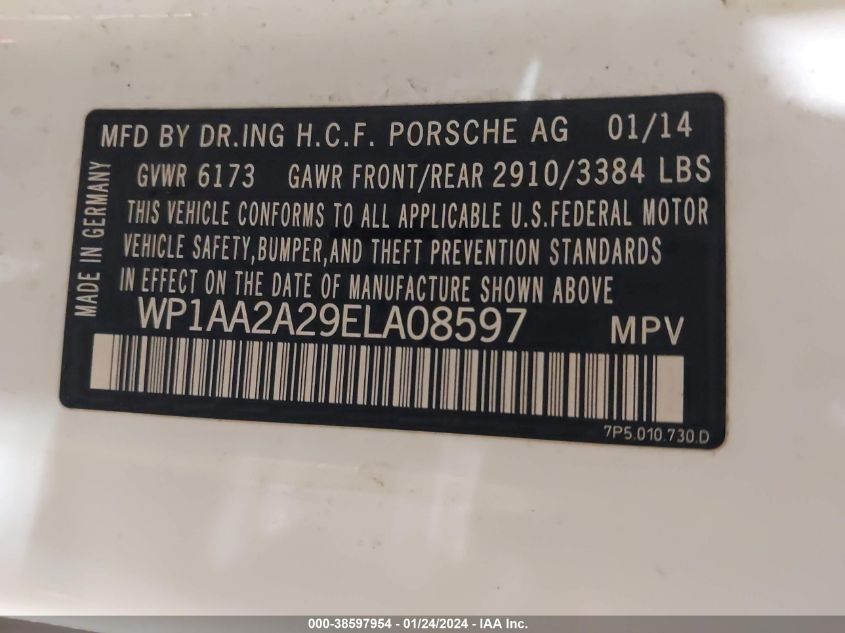 MFD BY DR.ING H.C.F. PORSCHE AG 01/14
GVWR 6173 GAWR FRONT/REAR 2910/3384 LBS
THIS VEHICLE CONFORMS TO ALL APPLICABLE U.S.FEDERAL MOTOR
VEHICLE SAFETY,BUMPER,AND THEFT PREVENTION STANDARDS
IN EFFECT ON THE DATE OF MANUFACTURE SHOWN ABOVE
MADE IN GERMANY
WP1AA2A29ELA08597 MPV
7P5.010.730.D
000-38597954 - 01/24/2024 - IAA Inc.